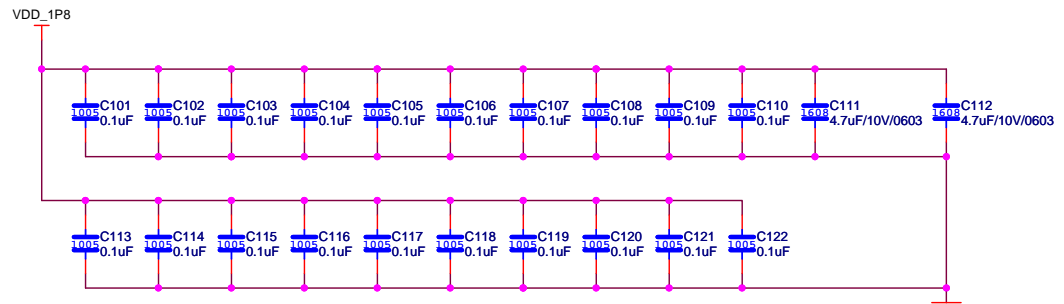 VDD_1P8
C101 C102 C103 C104 C105 C106 C107 C108 C109 C110 C111 C112
1005 1005 1005 1005 1005 1005 1005 1005 1005 1005 1608 1608
0.1uF 0.1uF 0.1uF 0.1uF 0.1uF 0.1uF 0.1uF 0.1uF 0.1uF 0.1uF 4.7uF/10V/0603 4.7uF/10V/0603
C113 C114 C115 C116 C117 C118 C119 C120 C121 C122
1005 1005 1005 1005 1005 1005 1005 1005 1005 1005
0.1uF 0.1uF 0.1uF 0.1uF 0.1uF 0.1uF 0.1uF 0.1uF 0.1uF 0.1uF